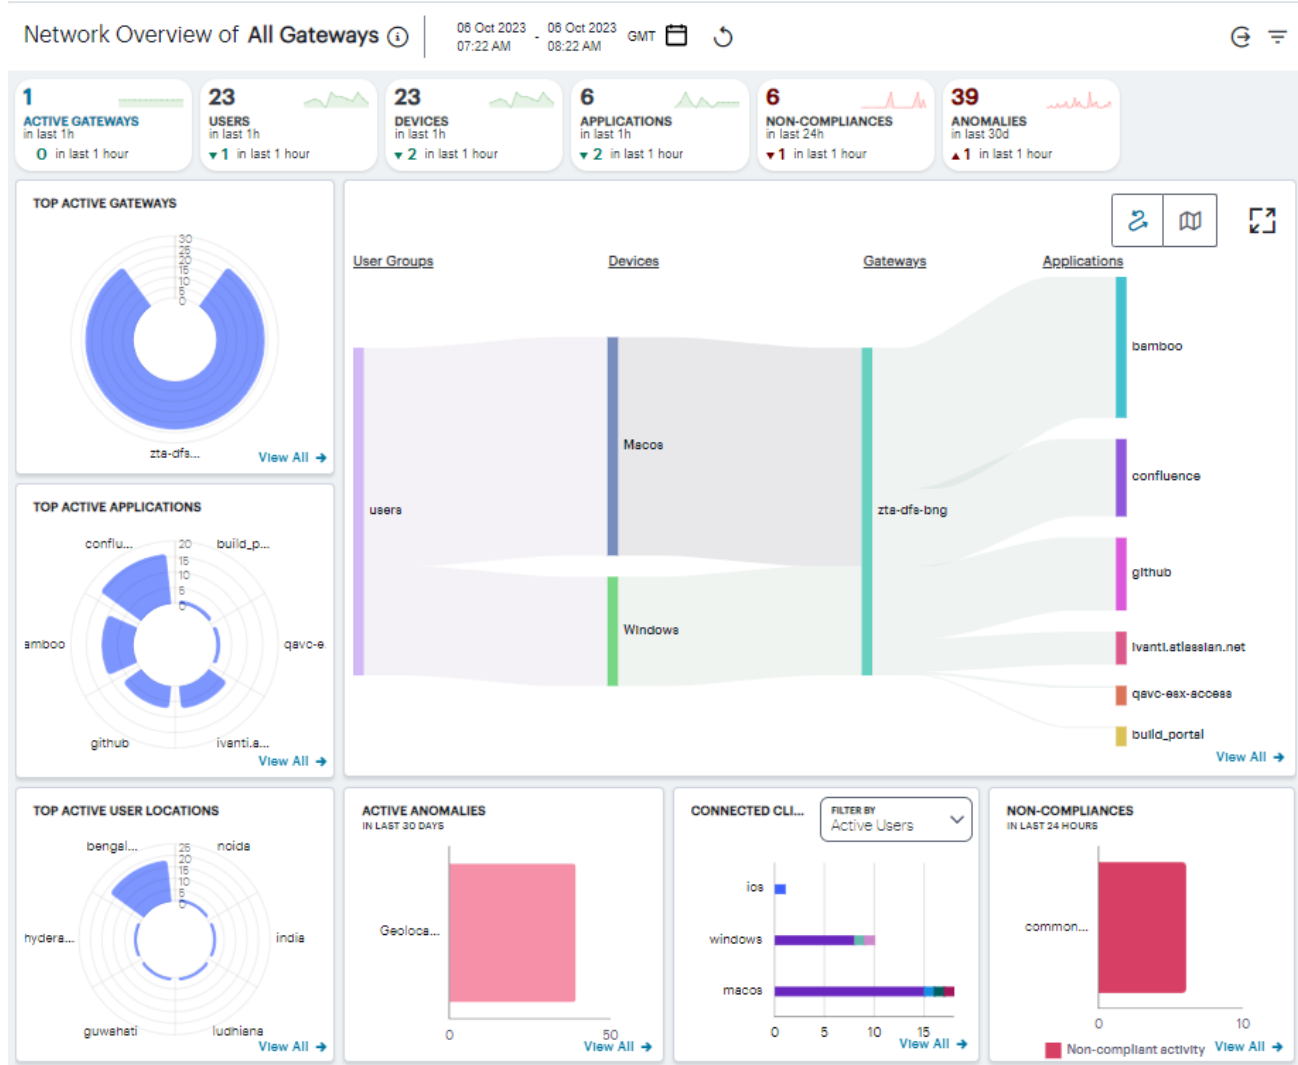 Network Overview of All Gateways
06 Oct 2023 07:22 AM - 06 Oct 2023 08:22 AM GMT
1
ACTIVE GATEWAYS
in last 1h
0 in last 1 hour
23
USERS
in last 1h
▼1 in last 1 hour
23
DEVICES
in last 1h
▼2 in last 1 hour
6
APPLICATIONS
in last 1h
▼2 in last 1 hour
6
NON-COMPLIANCES
in last 24h
▼1 in last 1 hour
39
ANOMALIES
in last 30d
▲1 in last 1 hour
TOP ACTIVE GATEWAYS
30
25
20
15
10
5
0
zta-dfs...
View All →
User Groups
Devices
Gateways
Applications
users
Macos
Windows
zta-dfs-bng
bamboo
confluence
github
ivanti.atlassian.net
qavc-esx-access
build_portal
View All →
TOP ACTIVE APPLICATIONS
conflu...
build_p...
20
15
10
5
0
amboo
qavc-e
github
ivanti.a...
View All →
TOP ACTIVE USER LOCATIONS
bengal...
noida
25
20
15
10
5
0
hydera...
india
guwahati
ludhiana
View All →
ACTIVE ANOMALIES
IN LAST 30 DAYS
Geoloca...
0
50
View All →
CONNECTED CLI...
FILTER BY
Active Users
ios
windows
macos
0
5
10
15
View All →
NON-COMPLIANCES
IN LAST 24 HOURS
common...
0
10
Non-compliant activity
View All →